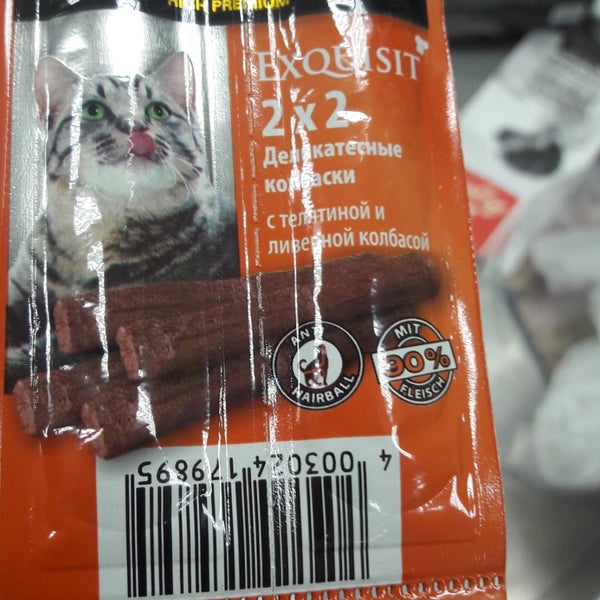 HIGH PREMIUM
EXQUISIT
2 x 2
Деликатесные
колбаски
с телятиной и
ливерной колбасой
ANTI
HAIRBALL
MIT
90%
FLEISCH
4 003024 179895